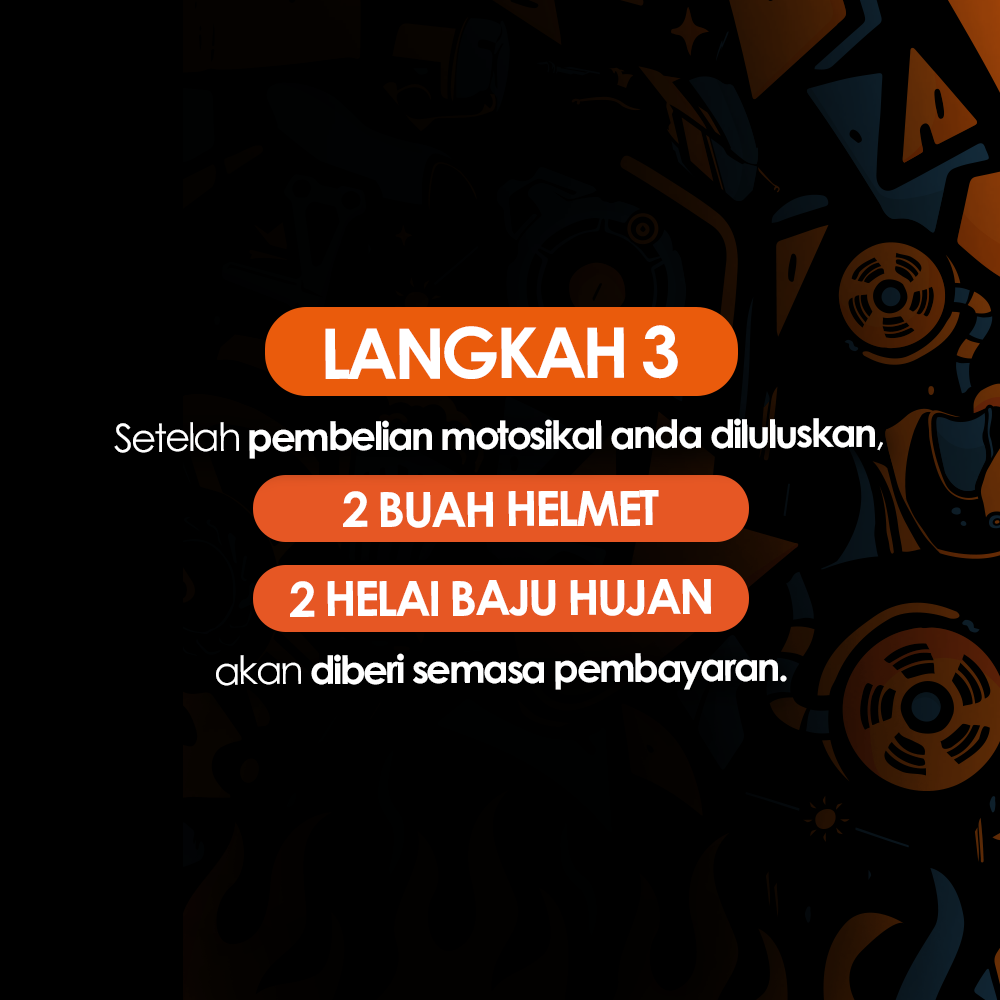 LANGKAH 3
Setelah pembelian motosikal anda diluluskan,
2 BUAH HELMET
2 HELAI BAJU HUJAN
akan diberi semasa pembayaran.